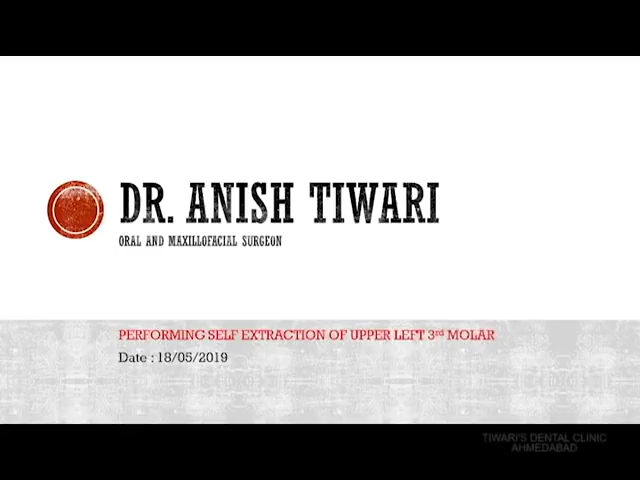 DR. ANISH TIWARI
ORAL AND MAXILLOFACIAL SURGEON
PERFORMING SELF EXTRACTION OF UPPER LEFT 3rd MOLAR
Date : 18/05/2019
TIWARI'S DENTAL CLINIC
AHMEDABAD